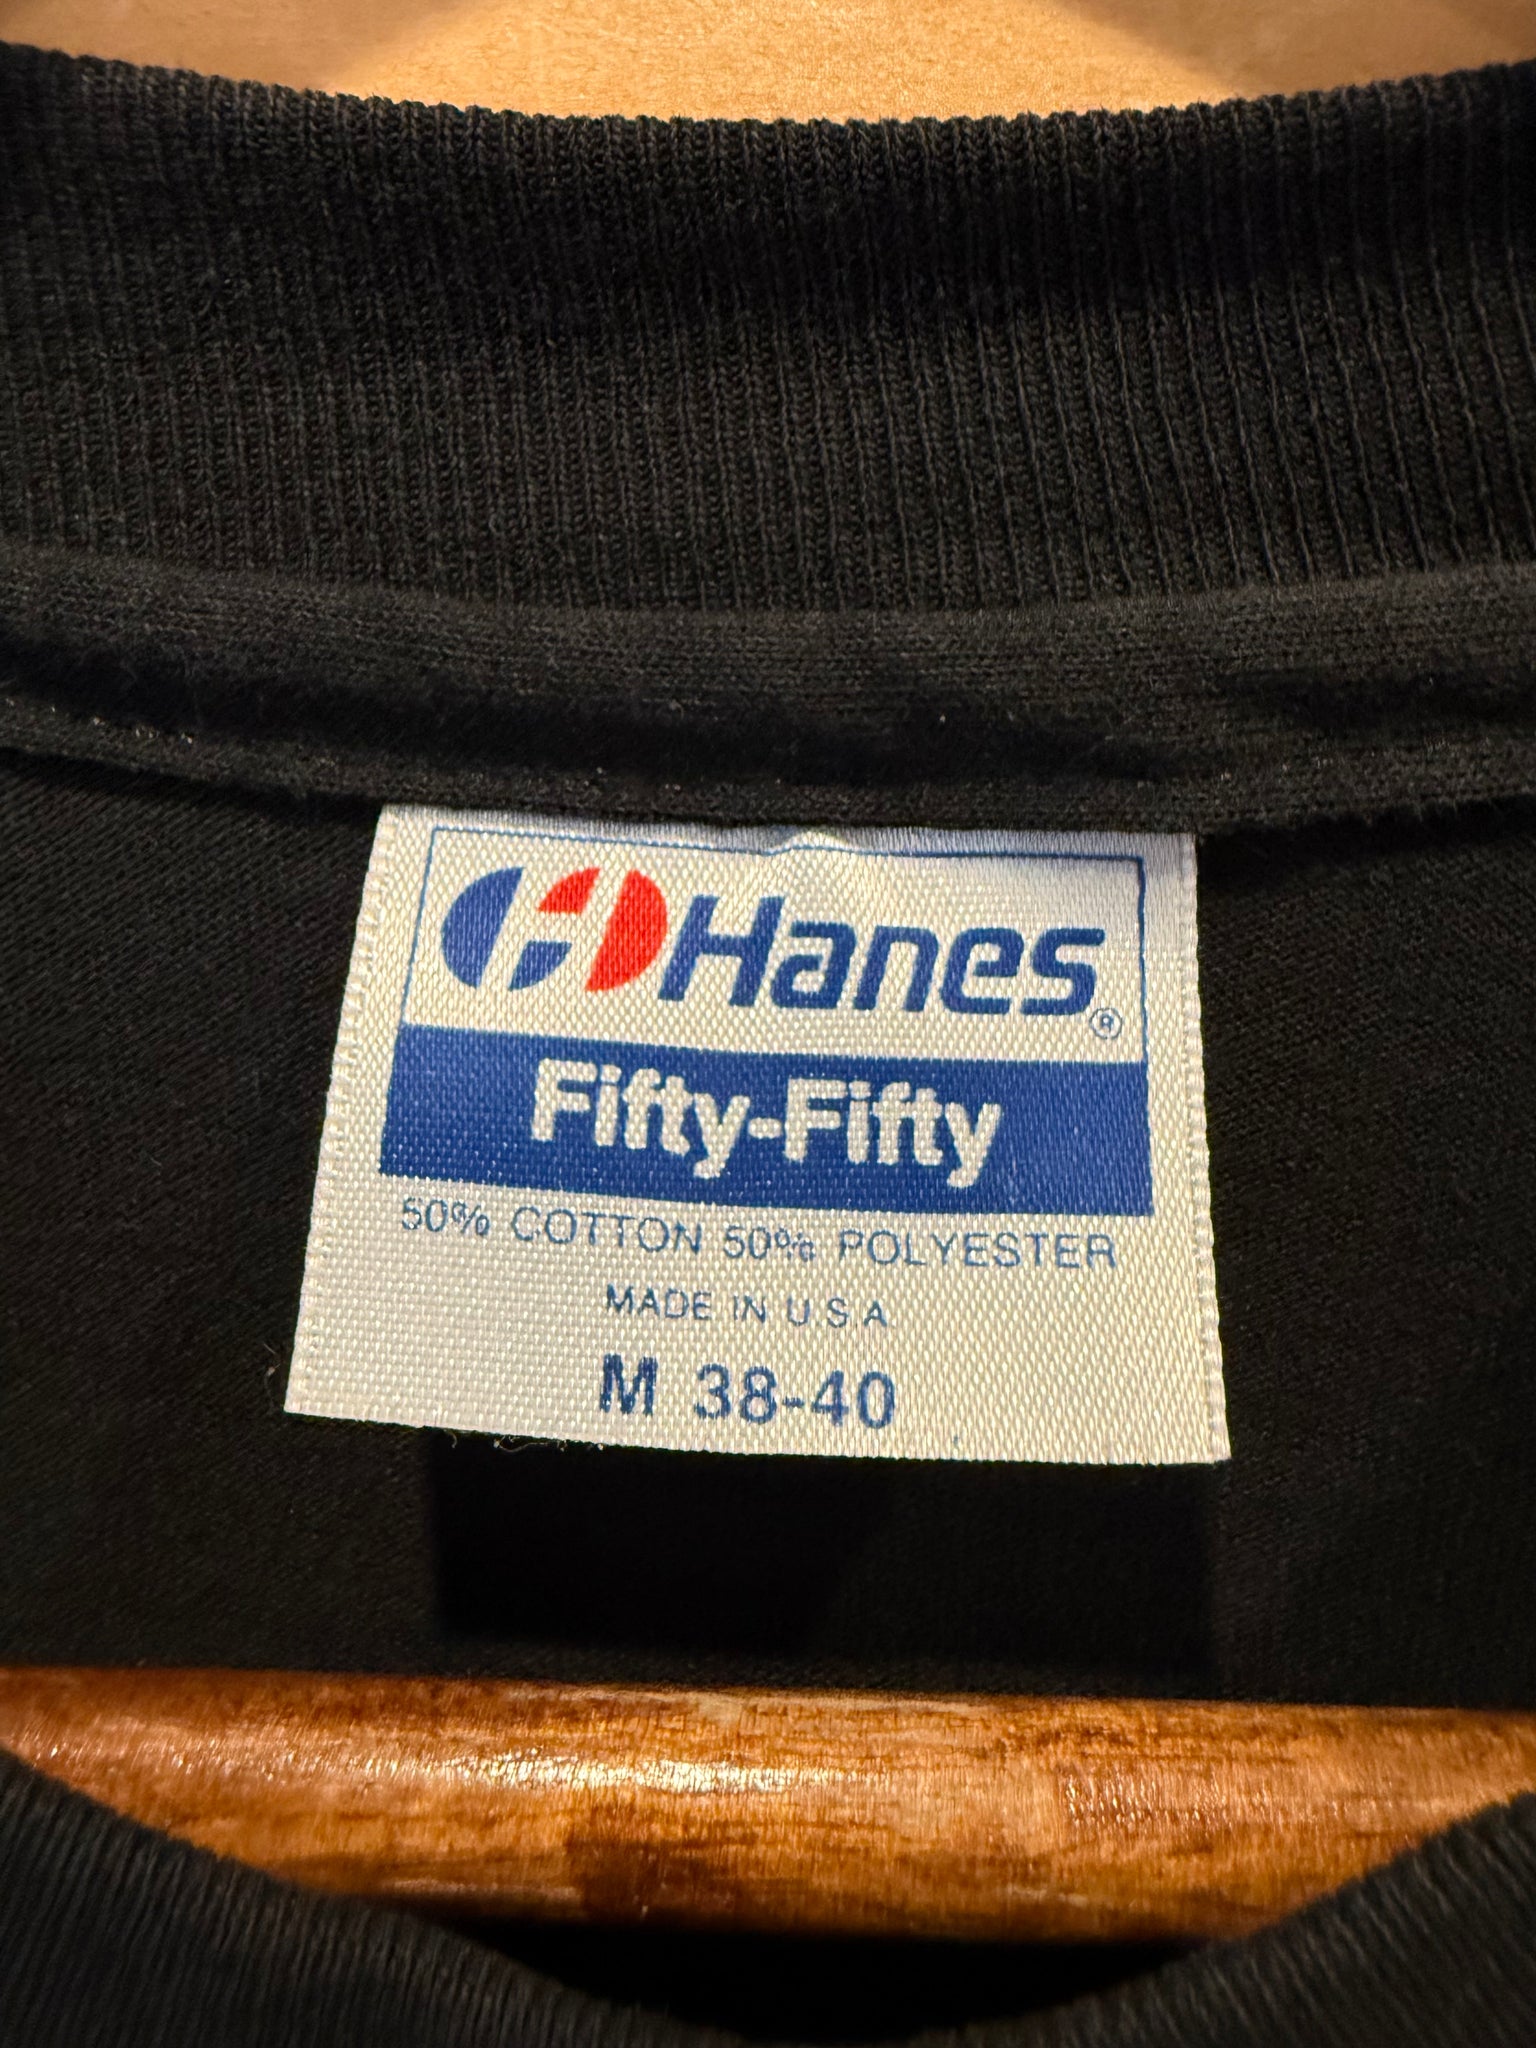 Hanes®
Fifty-Fifty
50% COTTON 50% POLYESTER
MADE IN U.S.A.
M 38-40